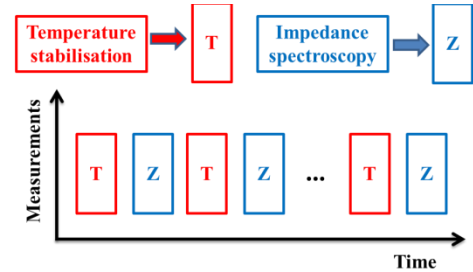 Temperature
stabilisation
T
Impedance
spectroscopy
Z
Measurements
T Z T Z ... T Z
Time